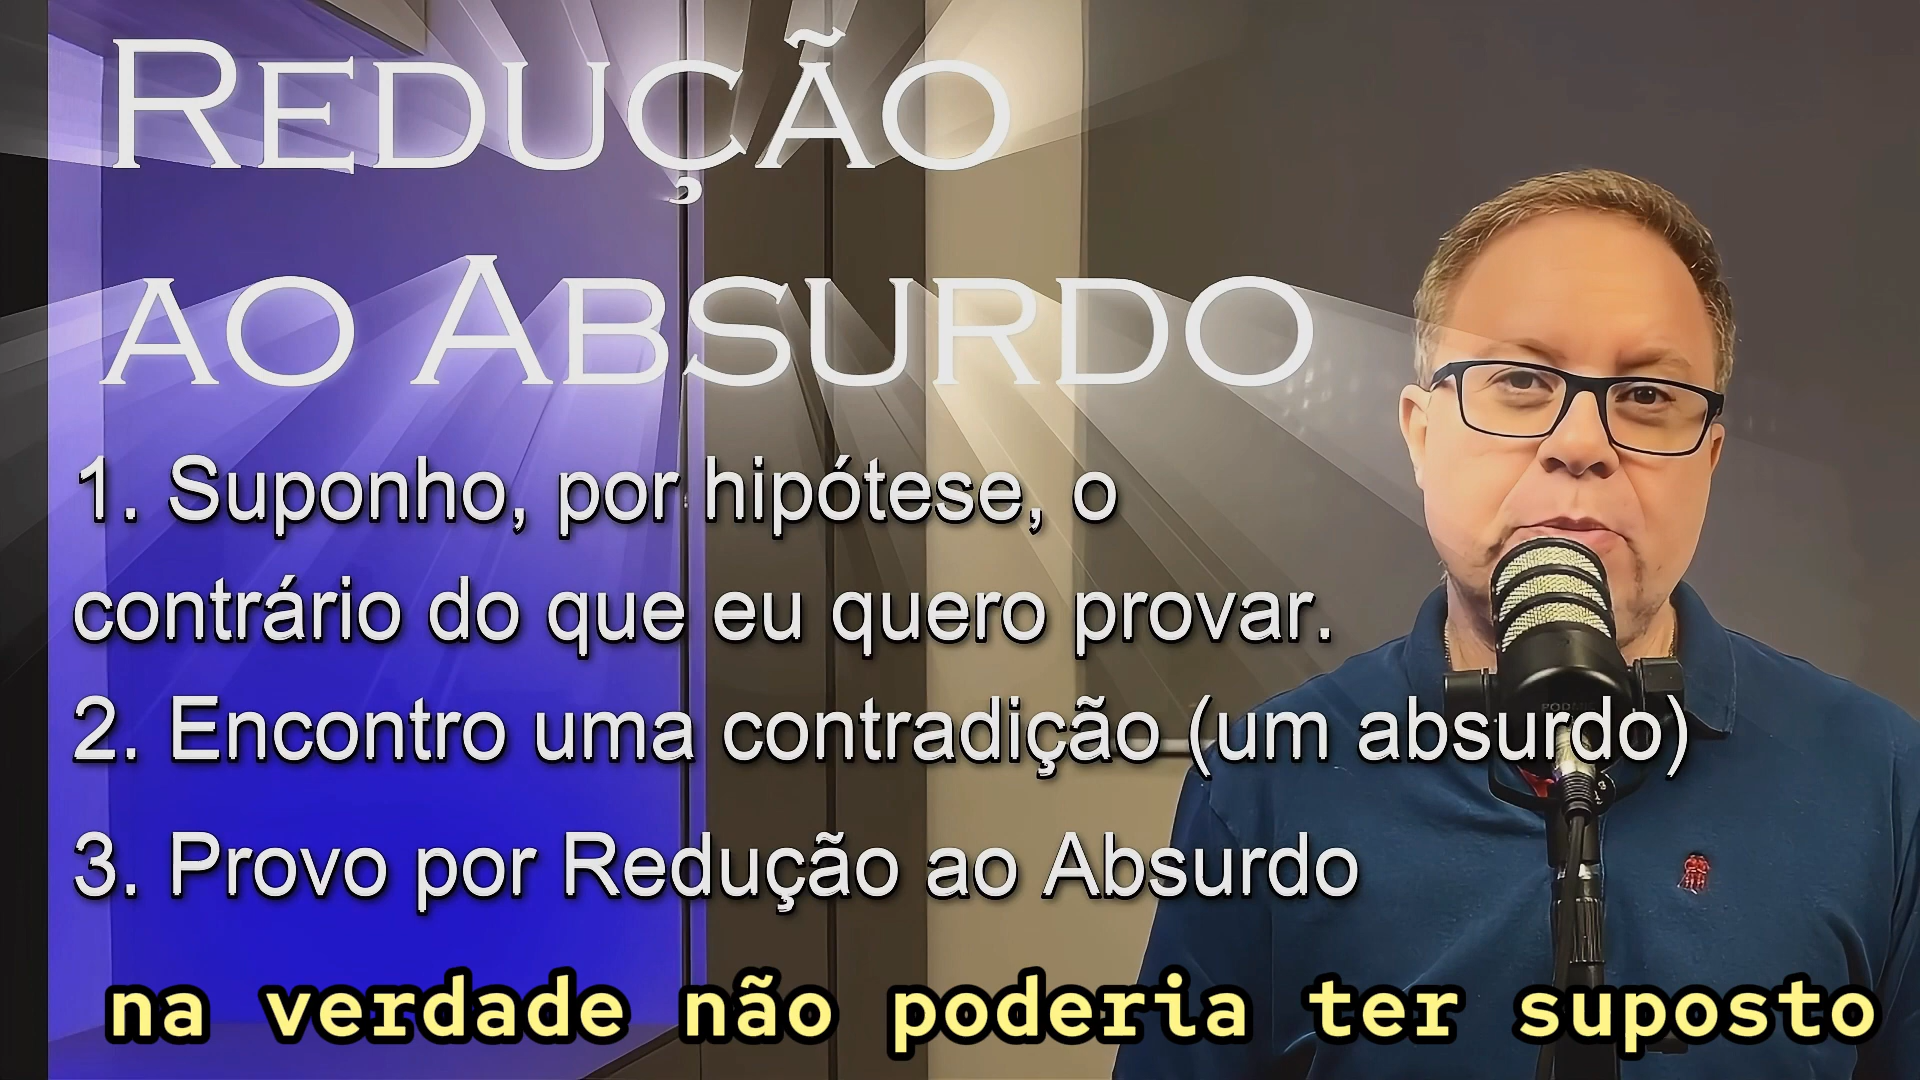 Redução
ao Absurdo
1. Suponho, por hipótese, o
contrário do que eu quero provar.
2. Encontro uma contradição (um absurdo)
3. Provo por Redução ao Absurdo
na verdade não poderia ter suposto